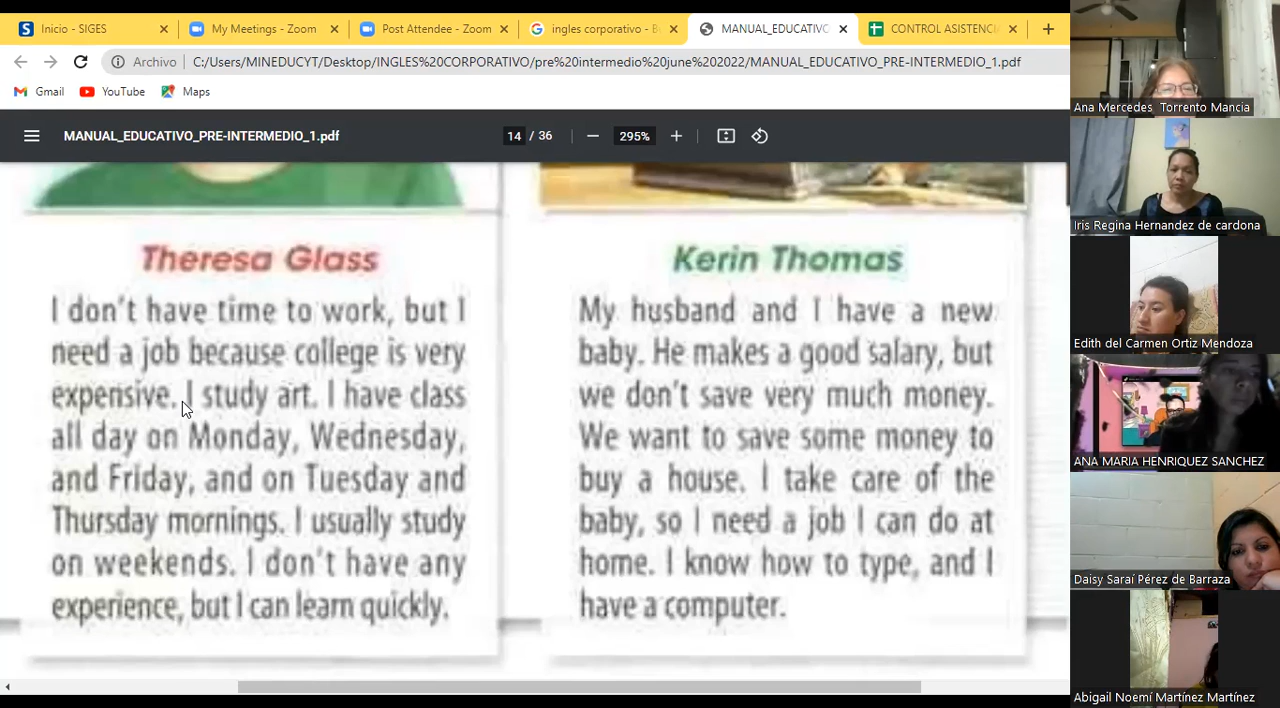 Inicio - SIGES
My Meetings - Zoom
Post Attendee - Zoom
ingles corporativo - B
MANUAL_EDUCATIVO
CONTROL ASISTENCI
Archivo
C:/Users/MINEDUCYT/Desktop/INGLES%20CORPORATIVO/pre%20intermedio%20june%202022/MANUAL_EDUCATIVO_PRE-INTERMEDIO_1.pdf
Gmail
YouTube
Maps
MANUAL_EDUCATIVO_PRE-INTERMEDIO_1.pdf
14 / 36
295%
Theresa Glass
I don't have time to work, but I
need a job because college is very
expensive. I study art. I have class
all day on Monday, Wednesday,
and Friday, and on Tuesday and
Thursday mornings. I usually study
on weekends. I don't have any
experience, but I can learn quickly.
Kerin Thomas
My husband and I have a new
baby. He makes a good salary, but
we don't save very much money.
We want to save some money to
buy a house. I take care of the
baby, so I need a job I can do at
home. I know how to type, and I
have a computer.
Ana Mercedes Torrento Mancia
Iris Regina Hernandez de cardona
Edith del Carmen Ortiz Mendoza
ANA MARIA HENRIQUEZ SANCHEZ
Daisy Saraí Pérez de Barraza
Abigail Noemí Martínez Martínez